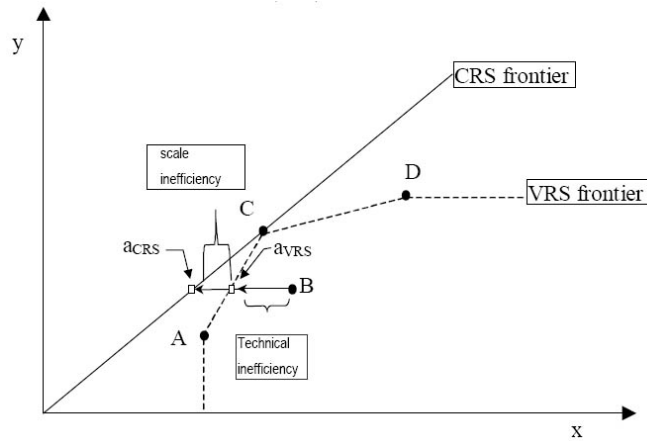 y
CRS frontier
scale
inefficiency
D
VRS frontier
C
aCRS
aVRS
B
A
Technical
inefficiency
x